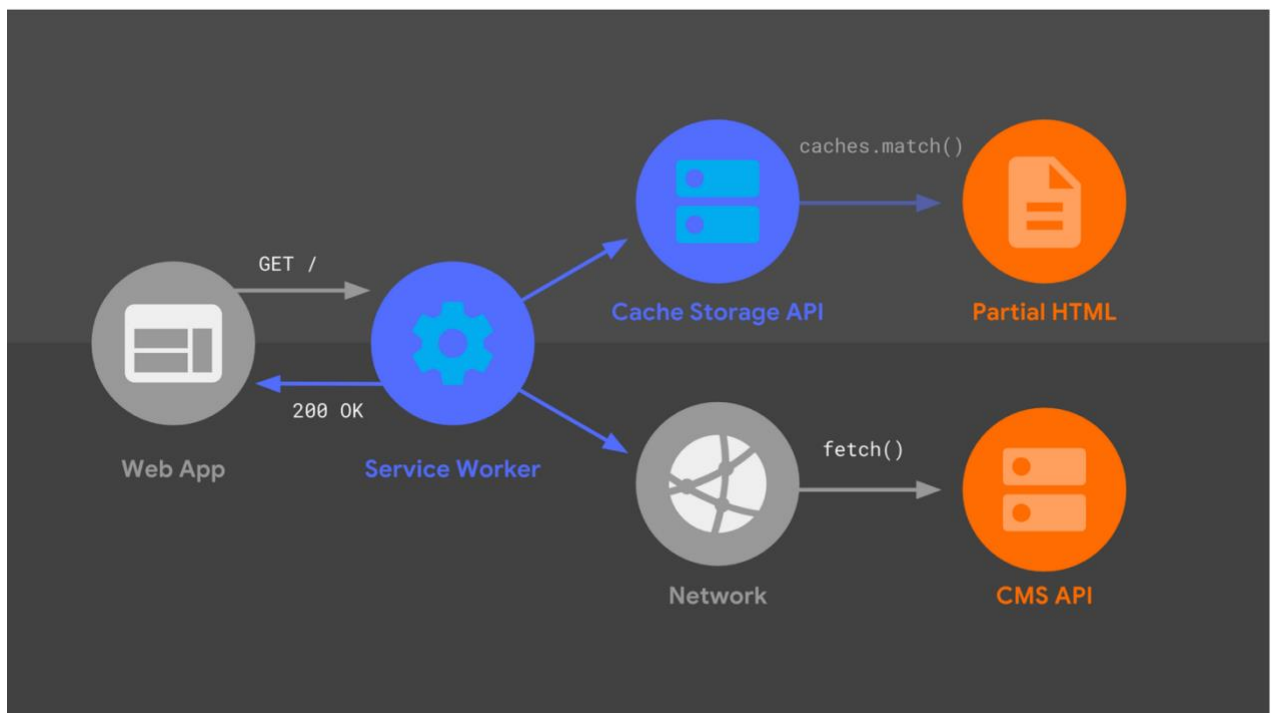 caches.match()
GET /
Cache Storage API
Partial HTML
200 OK
fetch()
Web App
Service Worker
Network
CMS API